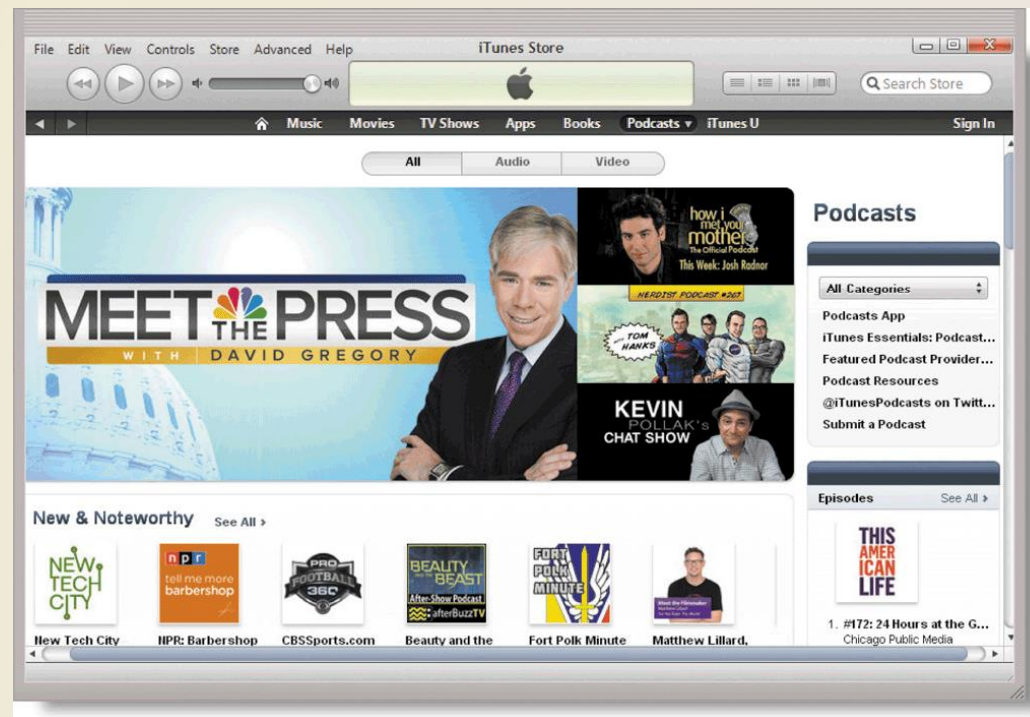 File Edit View Controls Store Advanced Help
iTunes Store
Search Store
Music Movies TV Shows Apps Books Podcasts iTunes U
Sign In
All Audio Video
MEET THE PRESS
WITH DAVID GREGORY
how i
met your
mother
The Official Podcast
This Week: Josh Radnor
NERDIST PODCAST #267
WITH TOM
HANKS
KEVIN
POLLAK's
CHAT SHOW
Podcasts
All Categories
Podcasts App
iTunes Essentials: Podcast...
Featured Podcast Provider...
Podcast Resources
@iTunesPodcasts on Twitt...
Submit a Podcast
New & Noteworthy See All >
NEW
TECH
CITY
npr
tell me more
barbershop
PRO
FOOTBALL
360
BEAUTY
AND THE
BEAST
After-Show Podcast
afterBuzzTV
FORT
POLK
MINUTE
Meet the Filmmaker
New Tech City
NPR: Barbershop
CBSSports.com
Beauty and the
Fort Polk Minute
Matthew Lillard,
Episodes See All >
THIS
AMER
ICAN
LIFE
1. #172: 24 Hours at the G...
Chicago Public Media